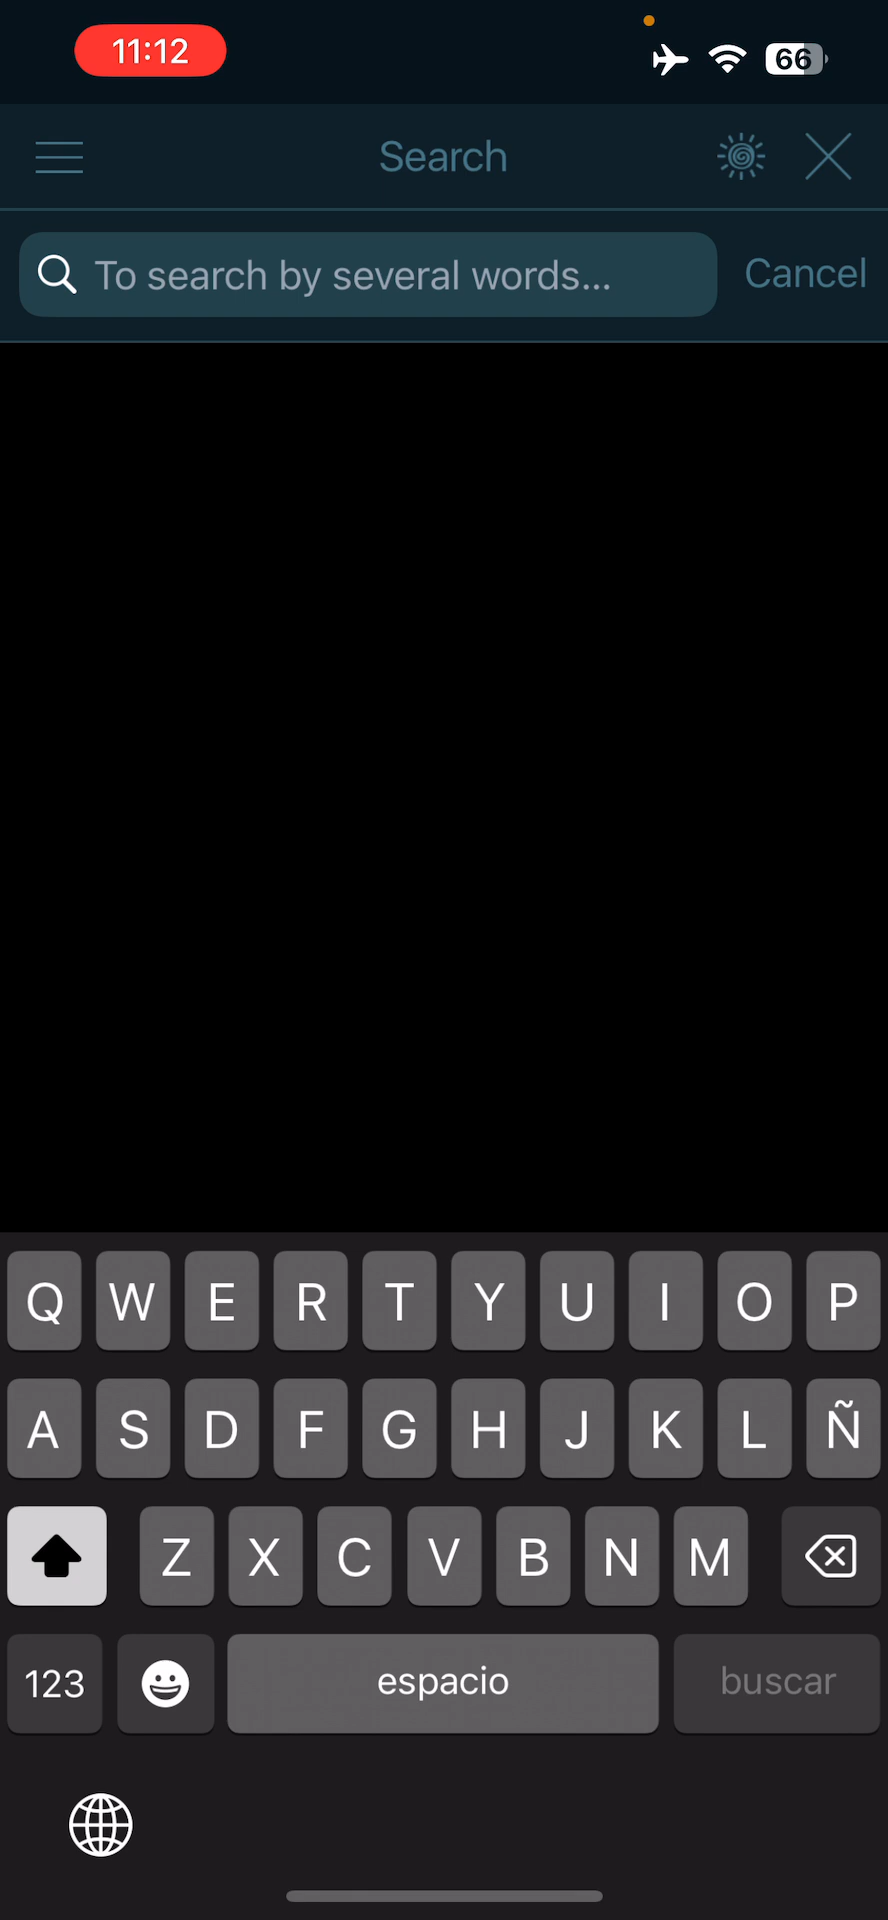 11:12
66
Search
To search by several words...
Cancel
Q W E R T Y U I O P
A S D F G H J K L Ñ
Z X C V B N M
123
espacio
buscar